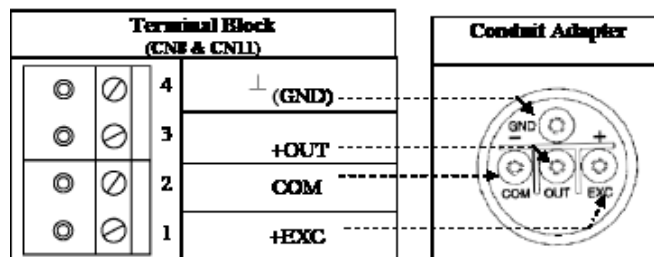 Terminal Block
(CN8 & CN11)
Conduit Adapter
4
⊥ (GND)
3
+OUT
2
COM
1
+EXC
GND
- +
COM OUT EXC